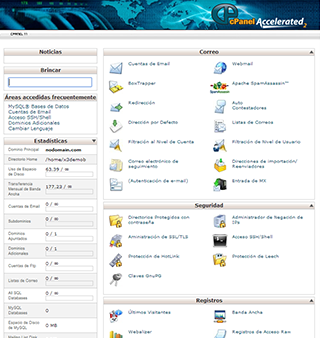 cPanel Accelerated 2
CPANEL 11
Noticias
Brincar
Áreas accedidas frecuentemente
MySQL® Bases de Datos
Cuentas de Email
Acceso SSH/Shell
Dominios Adicionales
Cambiar Lenguaje
Estadísticas
Dominio Principal nodomain.com
Directorio Home /home/x3demob
Uso de Espacio de Disco 63.39 / ∞
Transferencia Mensual de Banda Ancha 177.23 / ∞
Cuentas de Email 0 / ∞
Subdominios 0 / ∞
Dominios Apuntados 0 / 1
Dominios Adicionales 0 / 1
Cuentas de Ftp 0 / ∞
Listas de Correo 0 / ∞
All SQL Databases 0 / ∞
MySQL Databases 0
Espacio de Disco de MySQL 0 MB
Correo
Cuentas de Email
Webmail
BoxTrapper
Apache SpamAssassin™
Redirección
Auto Contestadores
Dirección por Defecto
Listas de Correos
Filtración al Nivel de Cuenta
Filtración de Nivel de Usuario
Correo electrónico de seguimiento
Direcciones de Importación/Reenviadores
(Autenticación de e-mail)
Entrada de MX
Seguridad
Directorios Protegidos con contraseña
Administrador de Negación de IPs
Aministración de SSL/TLS
Acceso SSH/Shell
Protección de HotLink
Protección de Leech
Claves GnuPG
Registros
Últimos Visitantes
Banda Ancha
Webalizer
Registros de Acceso Raw